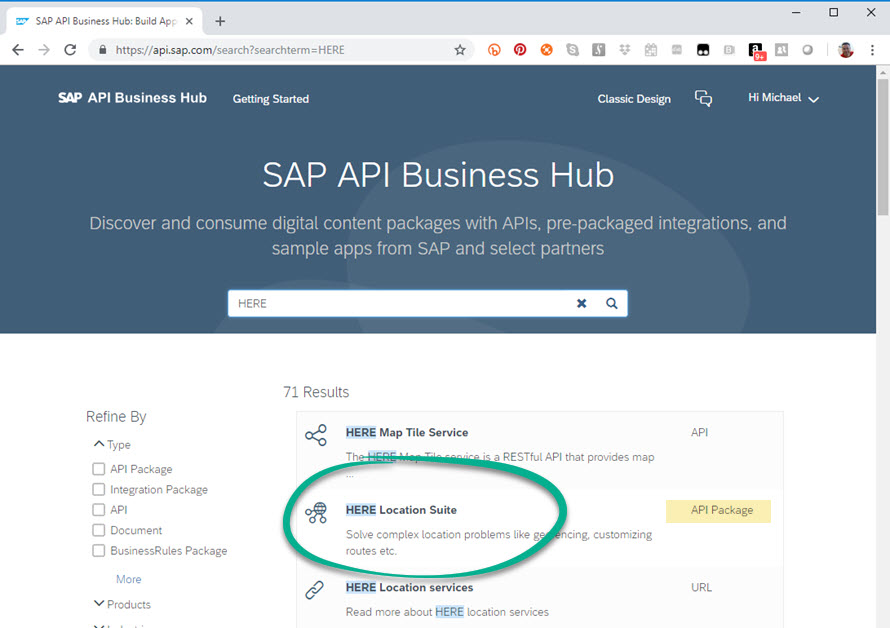 SAP API Business Hub: Build App
https://api.sap.com/search?searchterm=HERE
9+
SAP API Business Hub
Getting Started
Classic Design
Hi Michael
SAP API Business Hub
Discover and consume digital content packages with APIs, pre-packaged integrations, and
sample apps from SAP and select partners
HERE
71 Results
Refine By
Type
API Package
Integration Package
API
Document
BusinessRules Package
More
Products
HERE Map Tile Service
API
The HERE Map Tile service is a RESTful API that provides map
...
HERE Location Suite
API Package
Solve complex location problems like geofencing, customizing
routes etc.
HERE Location services
URL
Read more about HERE location services